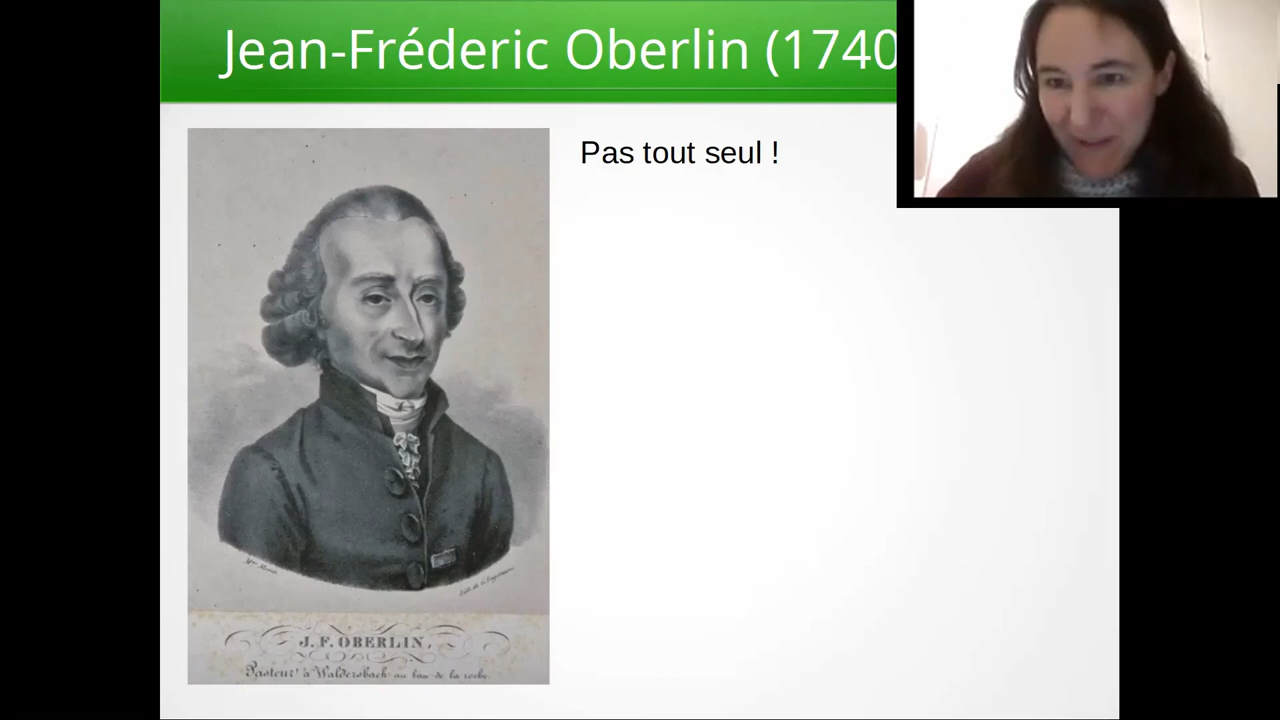 Jean-Fréderic Oberlin (1740
Pas tout seul !
J. F. OBERLIN,
Pasteur à Waldersbach au ban de la roche.